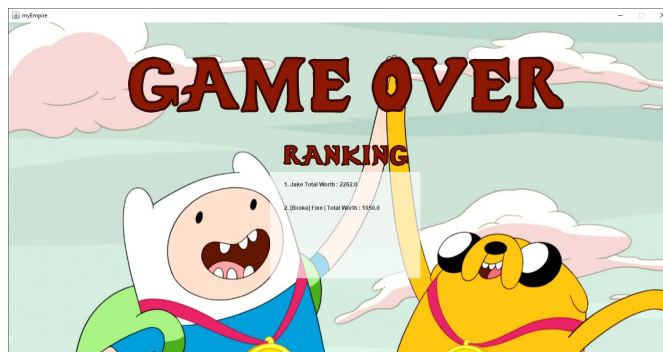 myEmpire
GAME OVER
RANKING
1. Jake Total Worth : 2262.0
2. [Broke] Finn | Total Worth : 1950.0